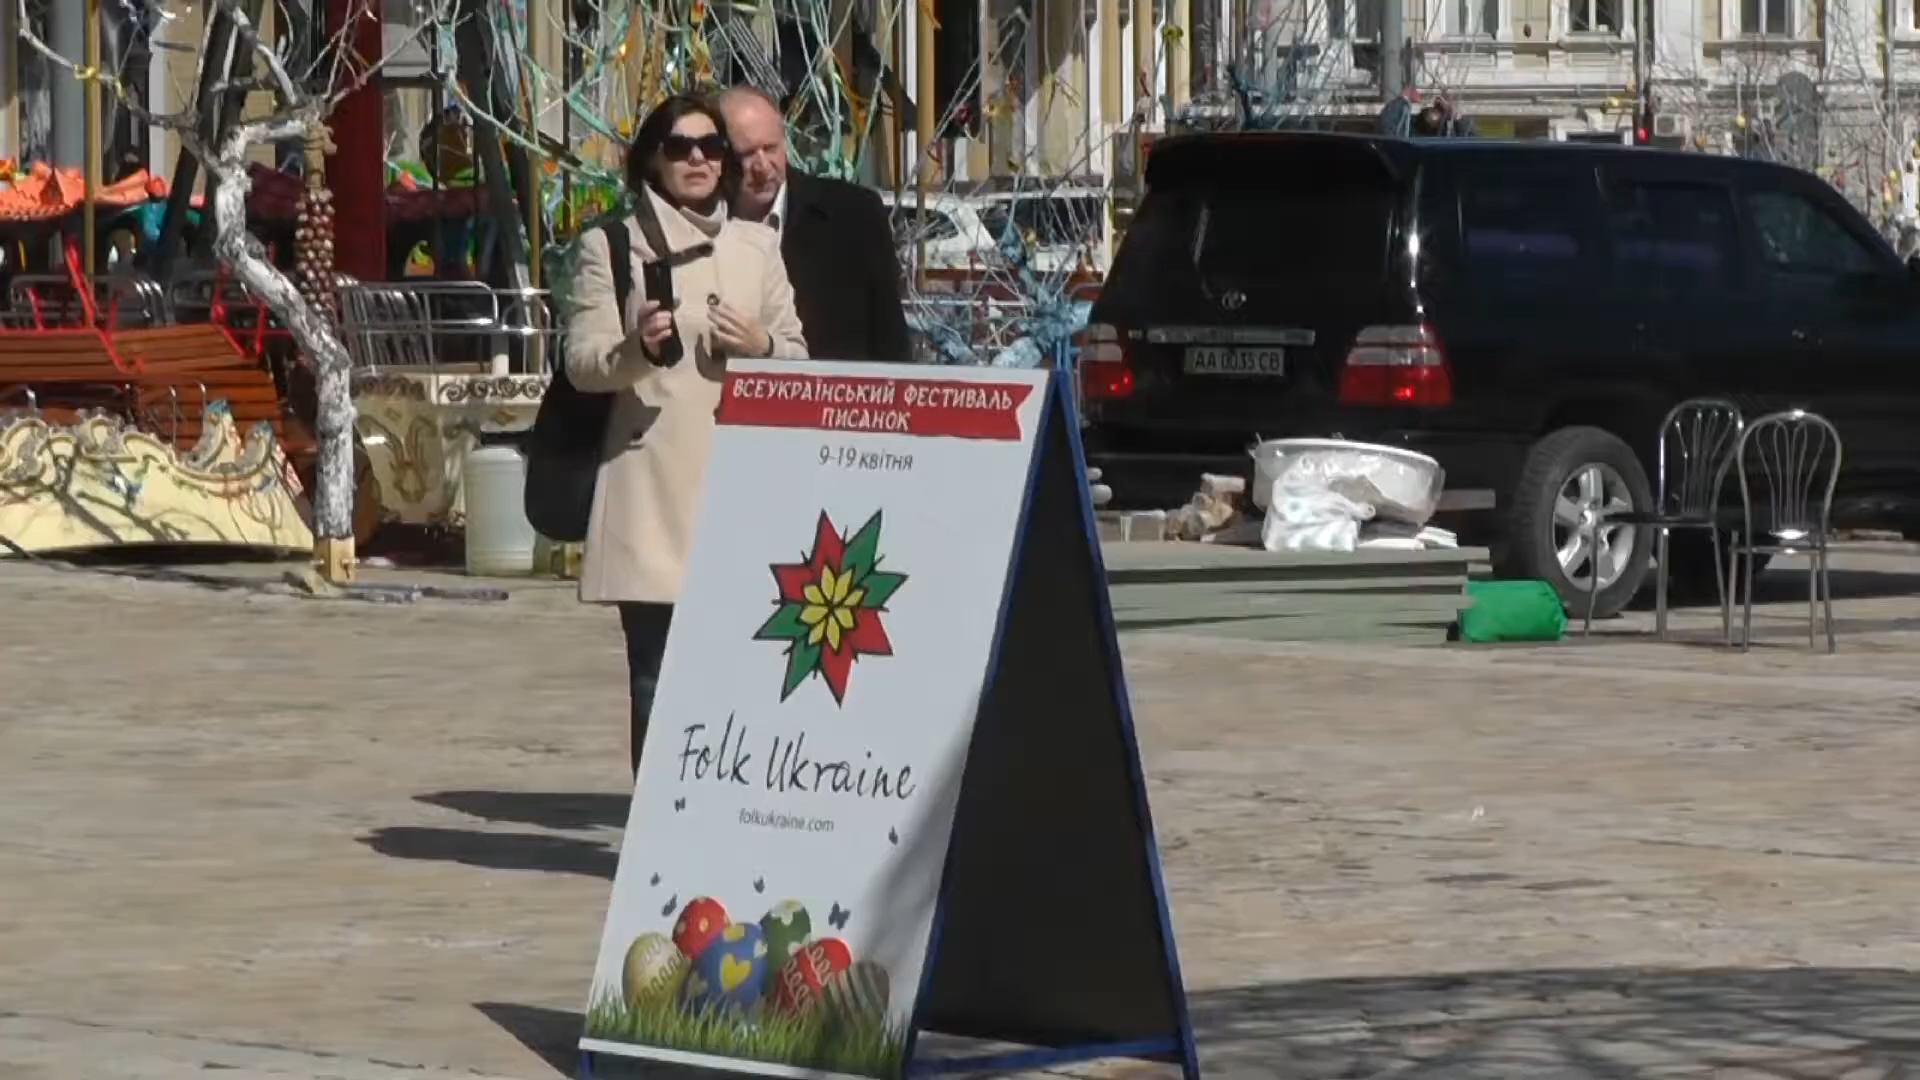 ВСЕУКРАЇНСЬКИЙ ФЕСТИВАЛЬ
ПИСАНОК
9-19 КВІТНЯ
Folk Ukraine
folkukraine.com
AA 0035 CB